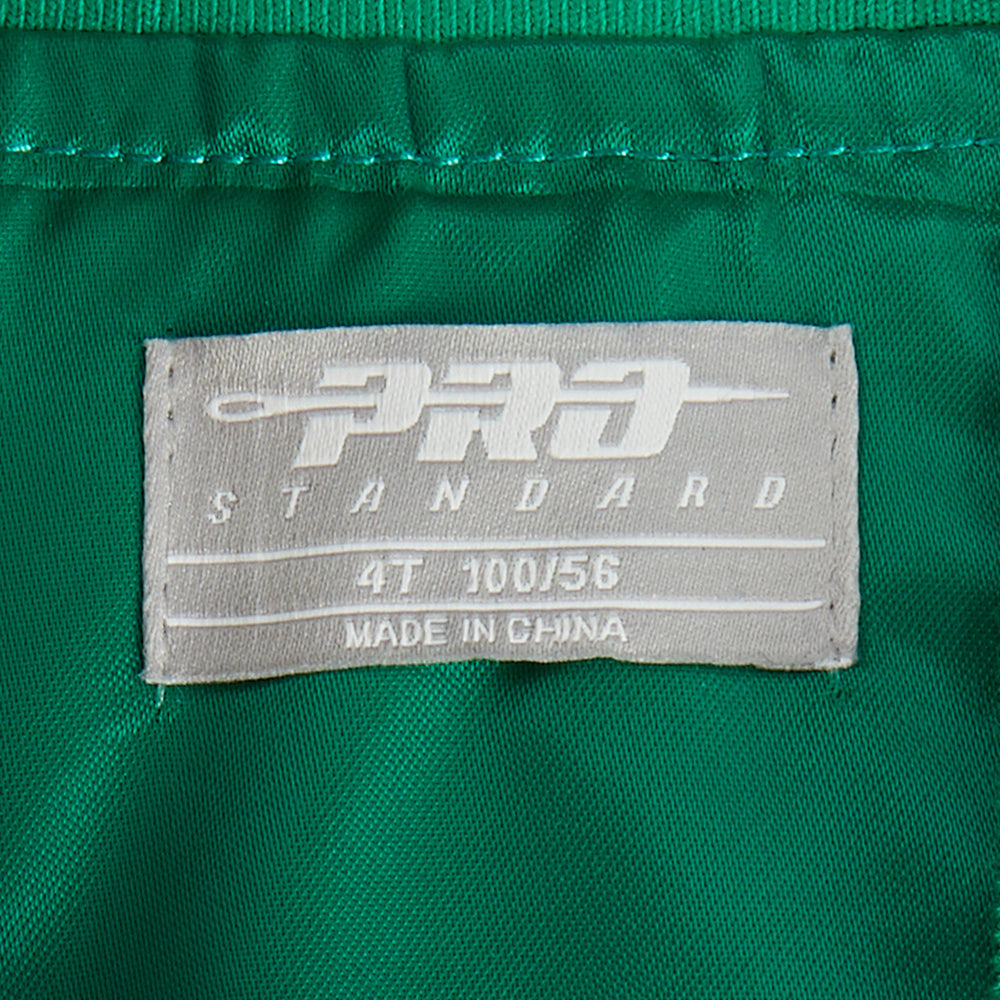 PRO
STANDARD
4T 100/56
MADE IN CHINA